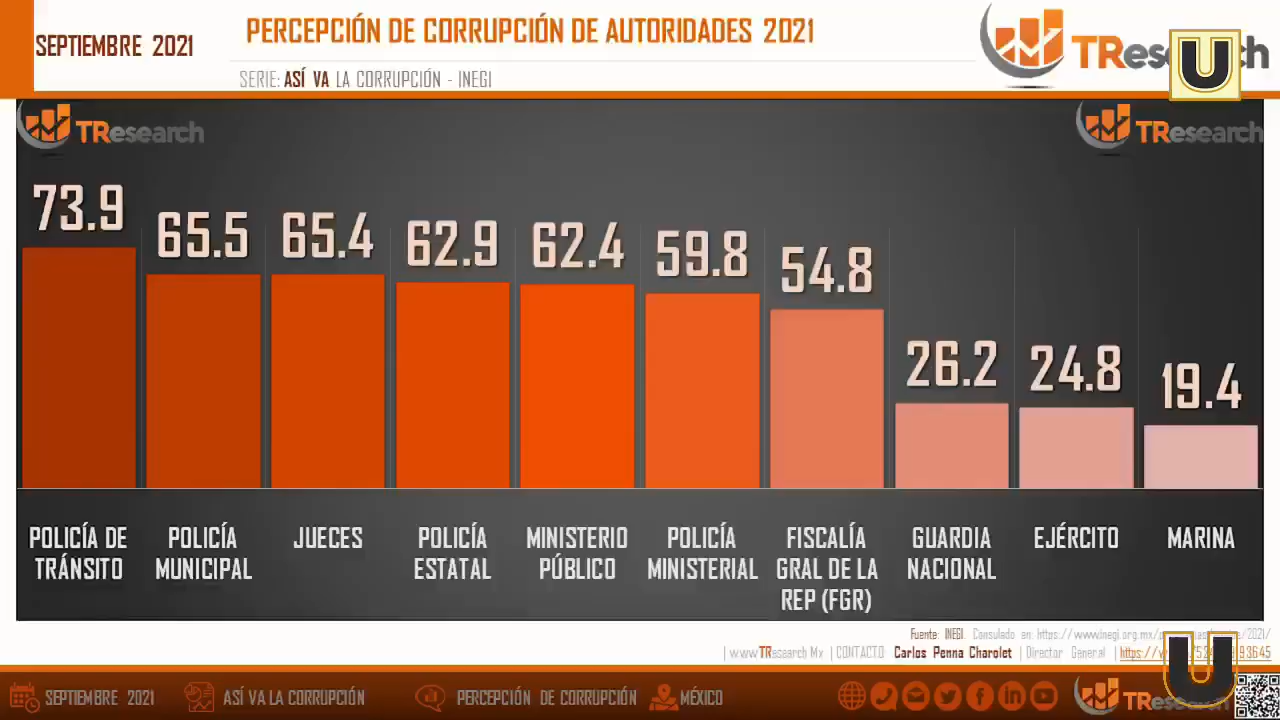 SEPTIEMBRE 2021
PERCEPCIÓN DE CORRUPCIÓN DE AUTORIDADES 2021
SERIE: ASÍ VA LA CORRUPCIÓN - INEGI
TResearch
U
TResearch
TResearch
73.9
65.5
65.4
62.9
62.4
59.8
54.8
26.2
24.8
19.4
POLICÍA DE
TRÁNSITO
POLICÍA
MUNICIPAL
JUECES
POLICÍA
ESTATAL
MINISTERIO
PÚBLICO
POLICÍA
MINISTERIAL
FISCALÍA
GRAL DE LA
REP (FGR)
GUARDIA
NACIONAL
EJÉRCITO
MARINA
Fuente: INEGI Consulado en: https://www.inegi.org.mx/
| www.TResearch.Mx | CONTACTO Carlos Penna Charolet | Director General |
U
SEPTIEMBRE 2021
ASÍ VA LA CORRUPCIÓN
PERCEPCIÓN DE CORRUPCIÓN
MÉXICO
TResearch